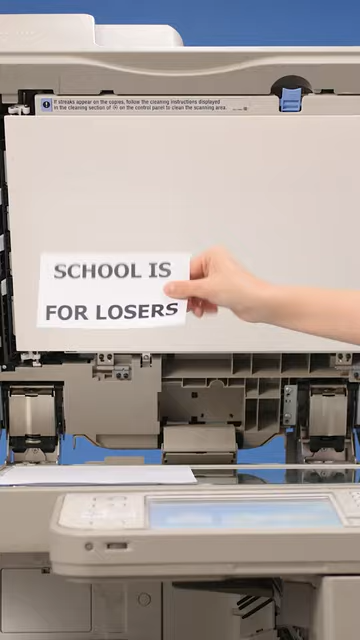 If streaks appear on the copies, follow the cleaning instructions displayed
in the cleaning section of on the control panel to clean the scanning area.
SCHOOL IS
FOR LOSERS